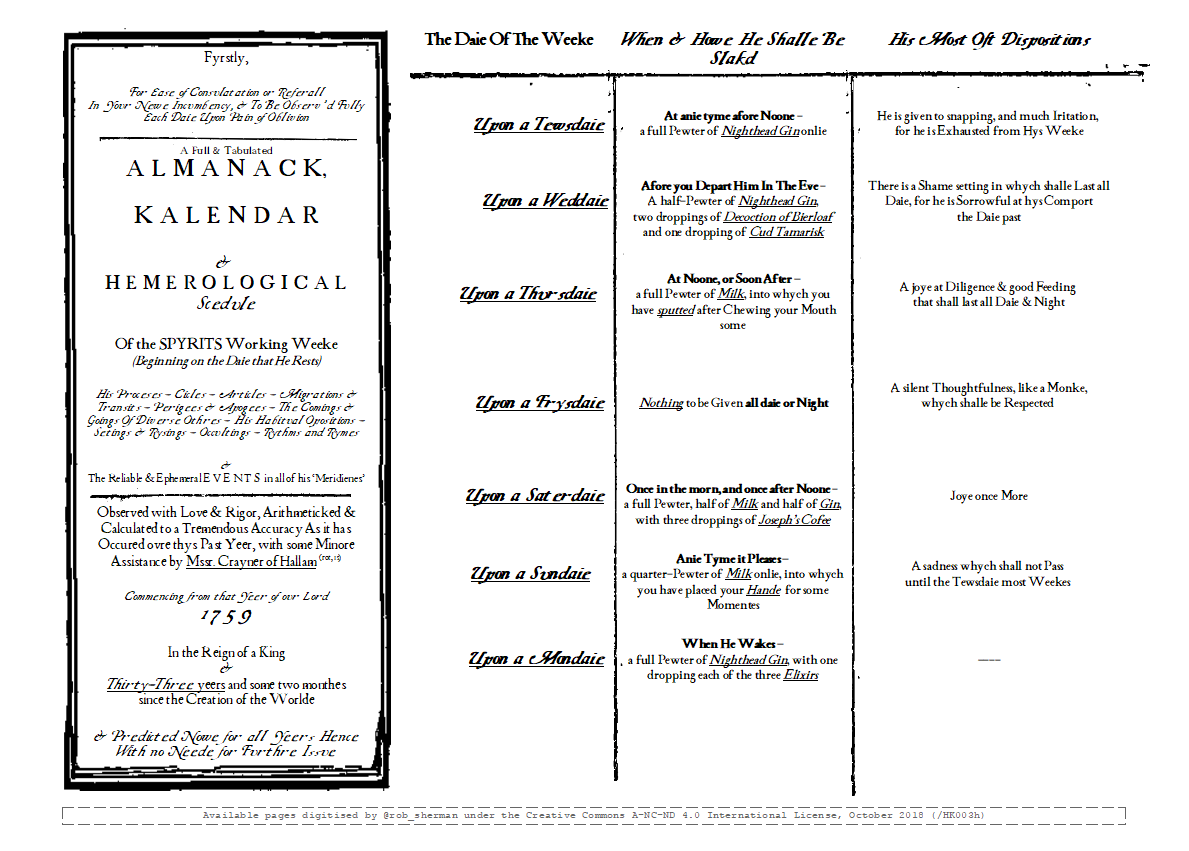 Fyrstly,
For Ease of Consvlatation or Referall
In Yovr Newe Incvmbency, & To Be Observ'd Fvlly
Each Daie Upon Pain of Oblivion
A Full & Tabulated
ALMANACK,
KALENDAR
&
HEMEROLOGICAL
Scedvle
Of the SPYRITS Working Weeke
(Beginning on the Daie that He Rests)
His Proceses – Cicles – Articles – Migrations &
Transits – Perigees & Apogees – The Comings &
Goings Of Diverse Othres – His Habitval Opositions –
Setings & Rysings – Occvltings – Rythms and Rymes
&
The Reliable & Ephemeral EVENTS in all of his 'Meridienes'
Observed with Love & Rigor, Arithmeticked &
Calculated to a Tremendous Accuracy As it has
Occured ovre thys Past Yeer, with some Minore
Assistance by Mssr. Crayner of Hallam
Commencing from that Yeer of ovr Lord
1759
In the Reign of a King
&
Thirty-Three yeers and some two monthes
since the Creation of the Worlde
& Predicted Nowe for all Yeers Hence
With no Neede for Fvrthre Issve
The Daie Of The Weeke
When & Howe He Shalle Be
Slakd
His Most Oft Dispositions
Upon a Tewsdaie
At anie tyme afore Noone –
a full Pewter of Nighthead Gin onlie
He is given to snapping, and much Iritation,
for he is Exhausted from Hys Weeke
Upon a Weddaie
Afore you Depart Him In The Eve –
A half-Pewter of Nighthead Gin,
two droppings of Decoction of Bierloaf
and one dropping of Cud Tamarisk
There is a Shame setting in whych shalle Last all
Daie, for he is Sorrowful at hys Comport
the Daie past
Upon a Thvrsdaie
At Noone, or Soon After –
a full Pewter of Milk, into whych you
have sputted after Chewing your Mouth
some
A joye at Diligence & good Feeding
that shall last all Daie & Night
Upon a Frysdaie
Nothing to be Given all daie or Night
A silent Thoughtfulness, like a Monke,
whych shalle be Respected
Upon a Saterdaie
Once in the morn, and once after Noone –
a full Pewter, half of Milk and half of Gin,
with three droppings of Joseph's Cofee
Joye once More
Upon a Svndaie
Anie Tyme it Pleases –
a quarter-Pewter of Milk onlie, into whych
you have placed your Hande for some
Momentes
A sadness whych shall not Pass
until the Tewsdaie most Weekes
Upon a Mondaie
When He Wakes –
a full Pewter of Nighthead Gin, with one
dropping each of the three Elixirs
——
Available pages digitised by @rob_sherman under the Creative Commons A-NC-ND 4.0 International License, October 2018 (/HK003h)